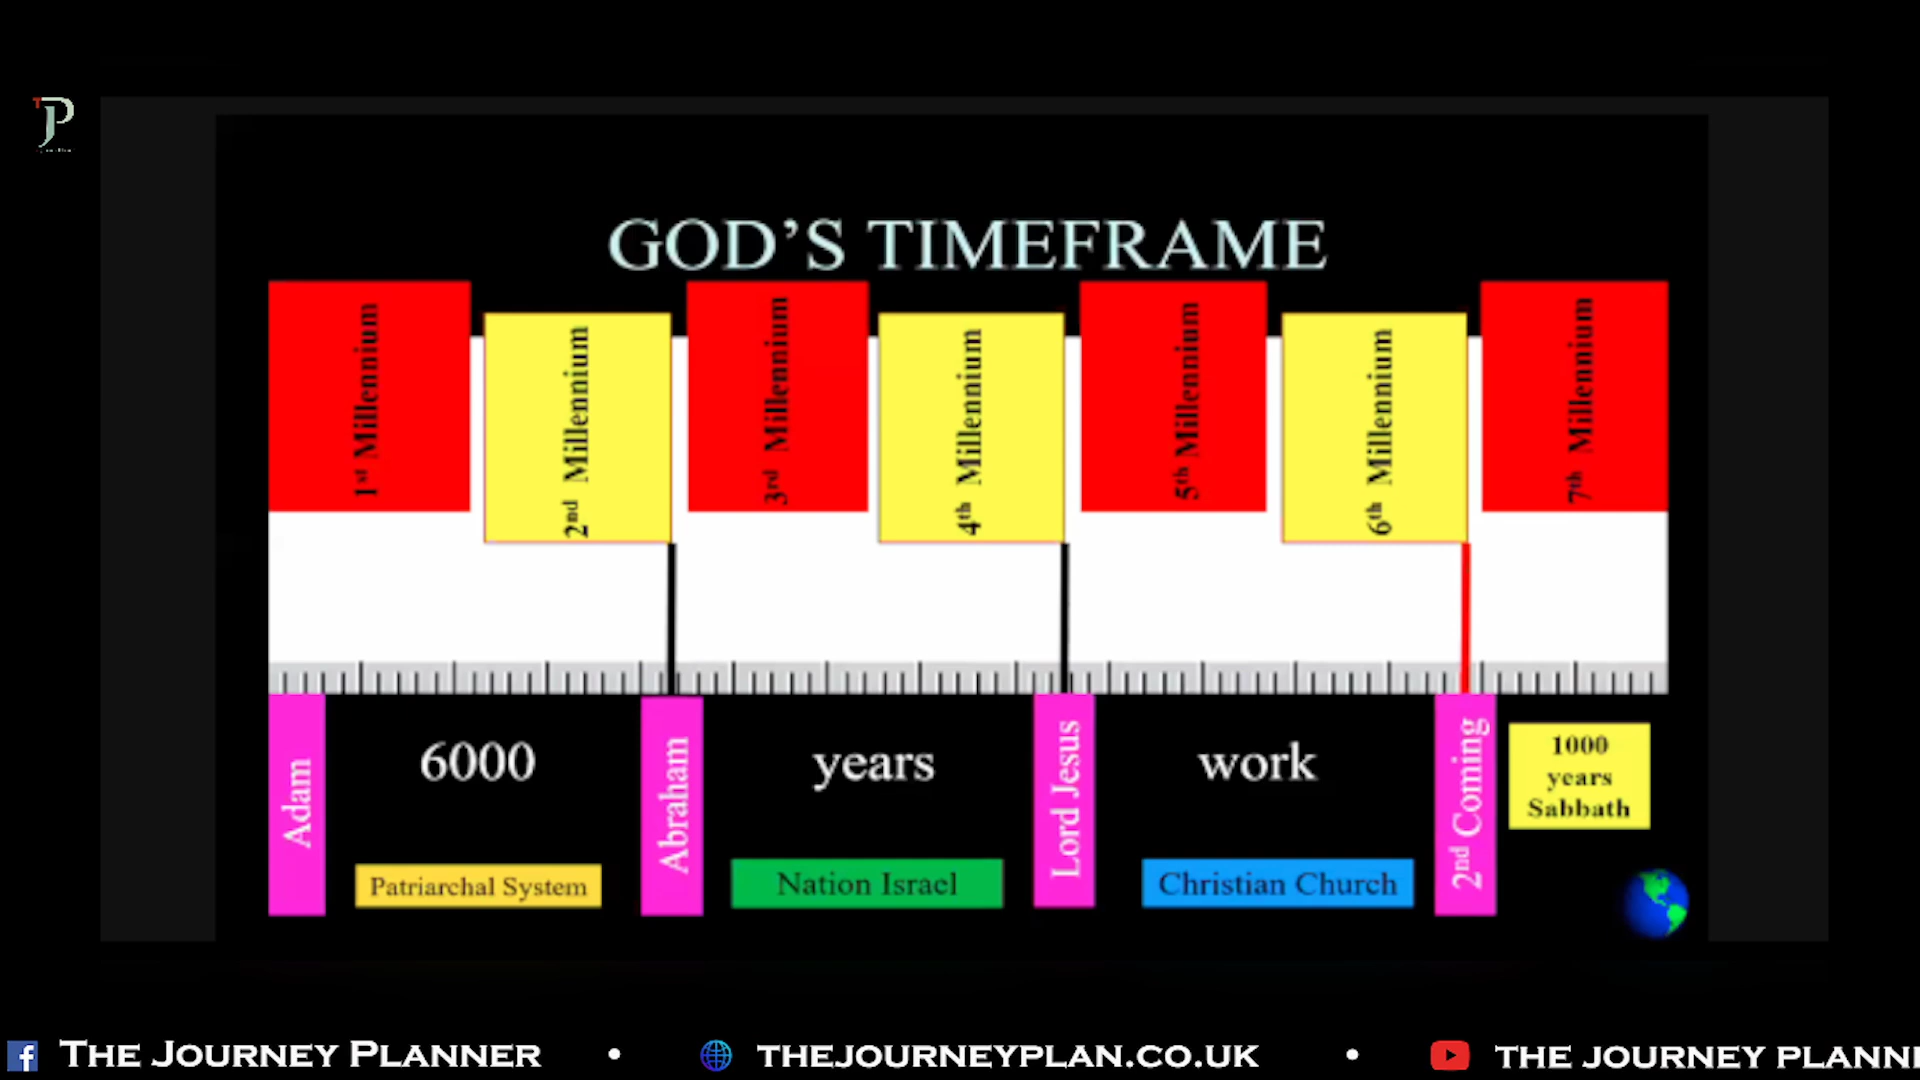 TJP
GOD’S TIMEFRAME
1st Millennium
2nd Millennium
3rd Millennium
4th Millennium
5th Millennium
6th Millennium
7th Millennium
Adam
6000
Abraham
years
Lord Jesus
work
2nd Coming
1000
years
Sabbath
Patriarchal System
Nation Israel
Christian Church
THE JOURNEY PLANNER • THEJOURNEYPLAN.CO.UK • THE JOURNEY PLANNI